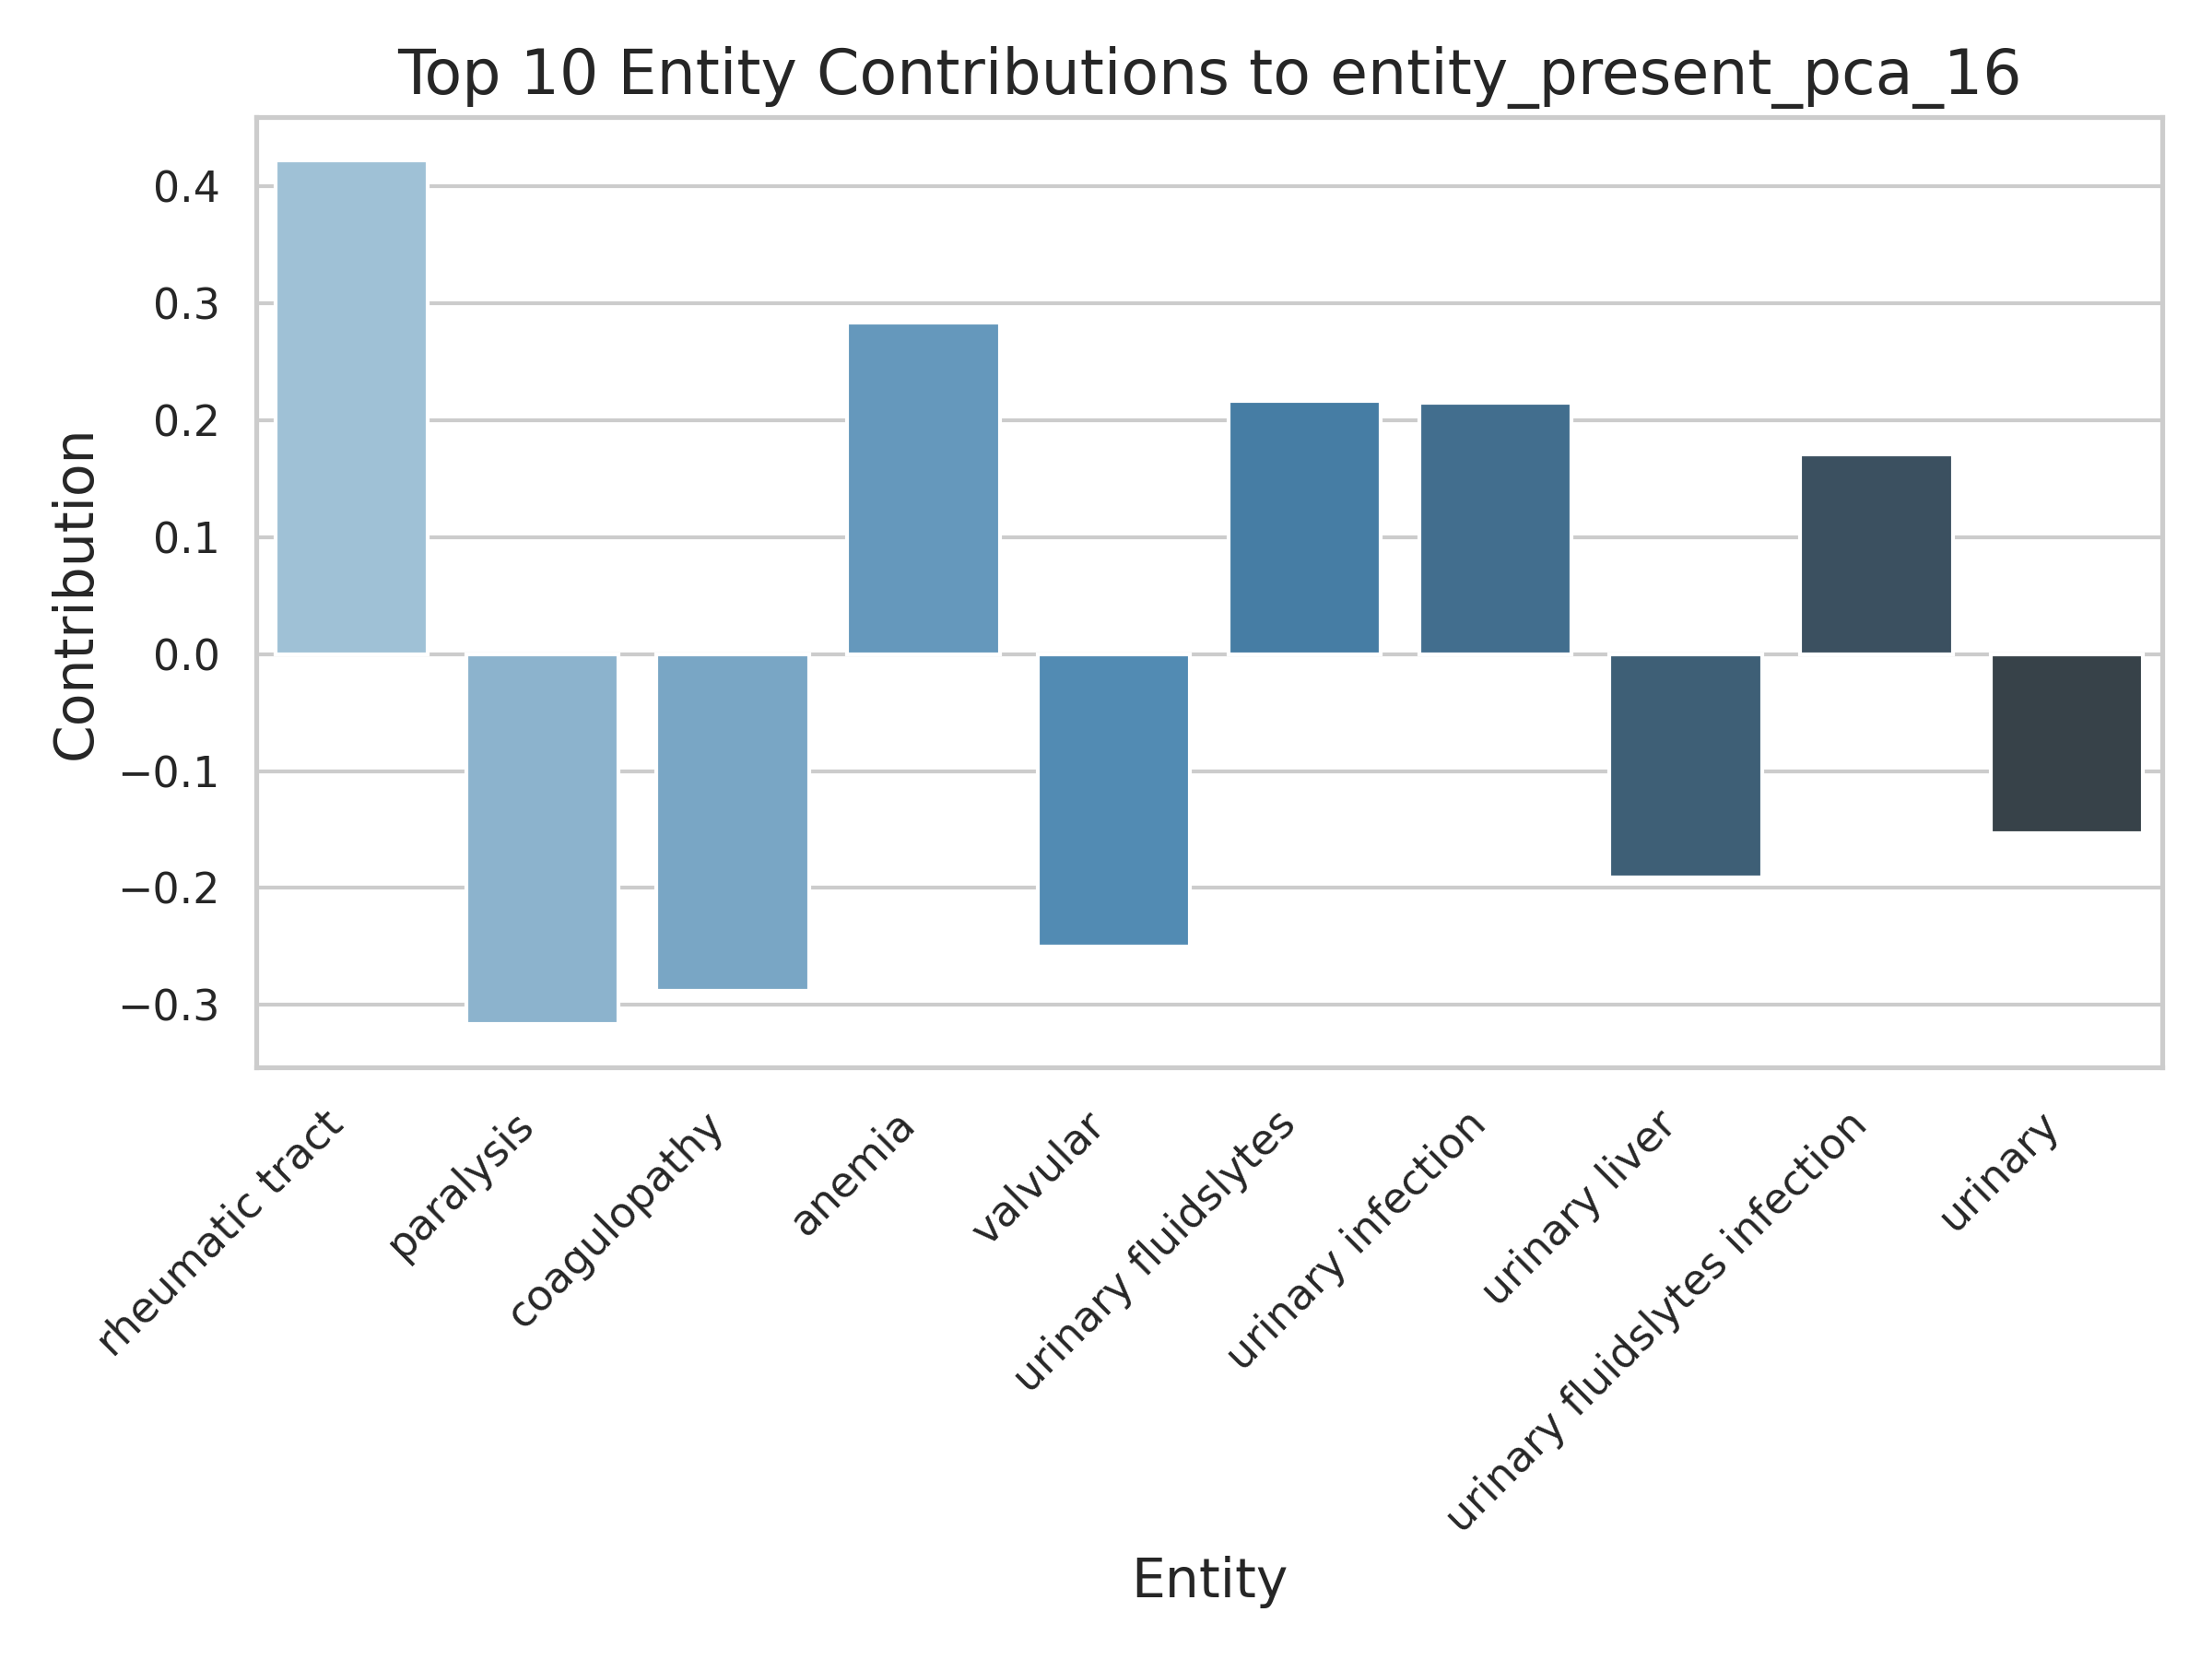 Top 10 Entity Contributions to entity_present_pca_16
Contribution
0.4
0.3
0.2
0.1
0.0
−0.1
−0.2
−0.3
rheumatic tract
paralysis
coagulopathy
anemia
valvular
urinary fluidslytes
urinary infection
urinary liver
urinary fluidslytes infection
urinary
Entity